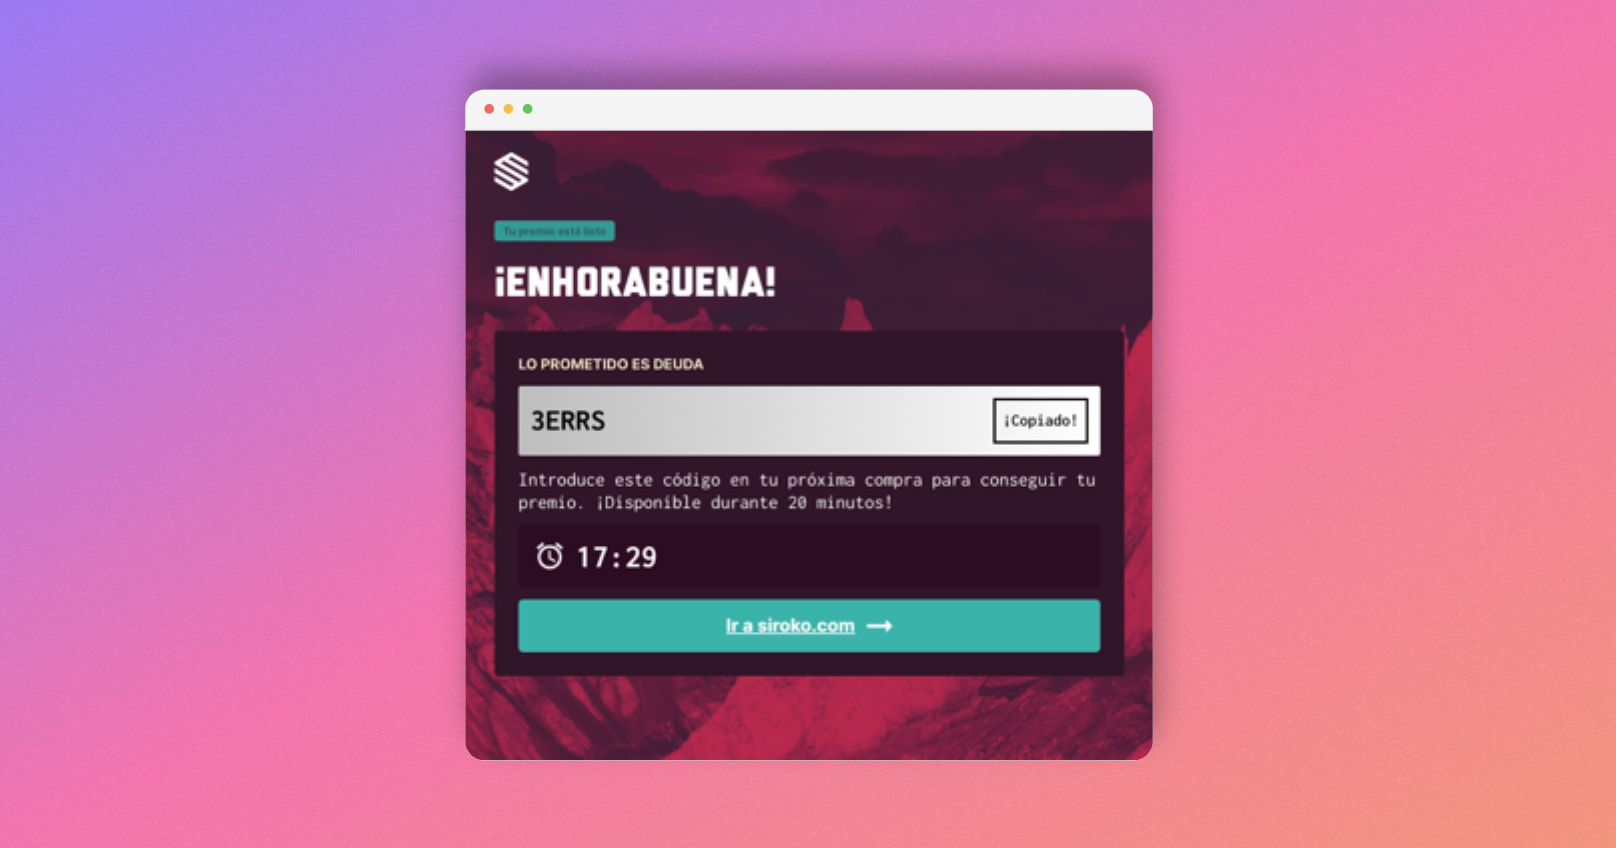 Tu premio está listo
¡ENHORABUENA!
LO PROMETIDO ES DEUDA
3ERRS
¡Copiado!
Introduce este código en tu próxima compra para conseguir tu
premio. ¡Disponible durante 20 minutos!
17:29
Ir a siroko.com